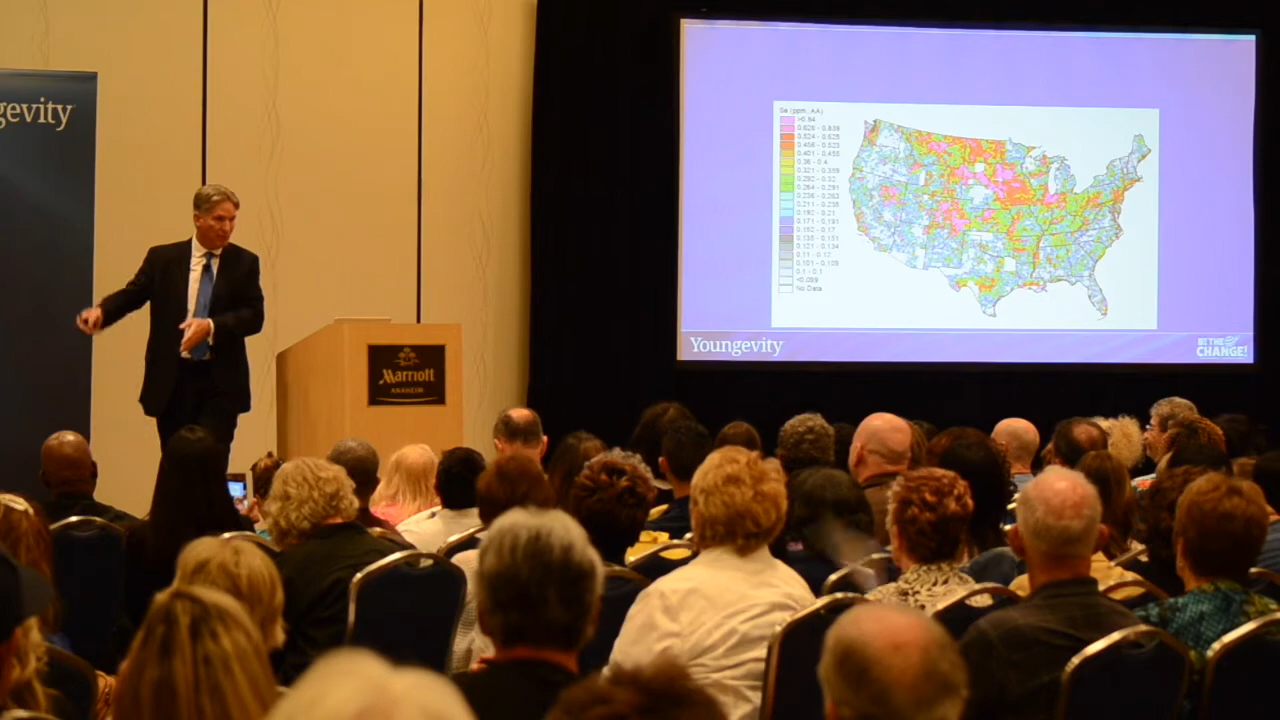 gevity
Marriott
ANAHEIM
Se (ppm, AA)
>0.84
0.626 - 0.839
0.524 - 0.625
0.456 - 0.523
0.401 - 0.455
0.36 - 0.4
0.321 - 0.359
0.292 - 0.32
0.264 - 0.291
0.236 - 0.263
0.211 - 0.235
0.192 - 0.21
0.171 - 0.191
0.152 - 0.17
0.135 - 0.151
0.121 - 0.134
0.11 - 0.12
0.101 - 0.109
0.1 - 0.1
<0.099
No Data
Youngevity
BE THE
CHANGE!